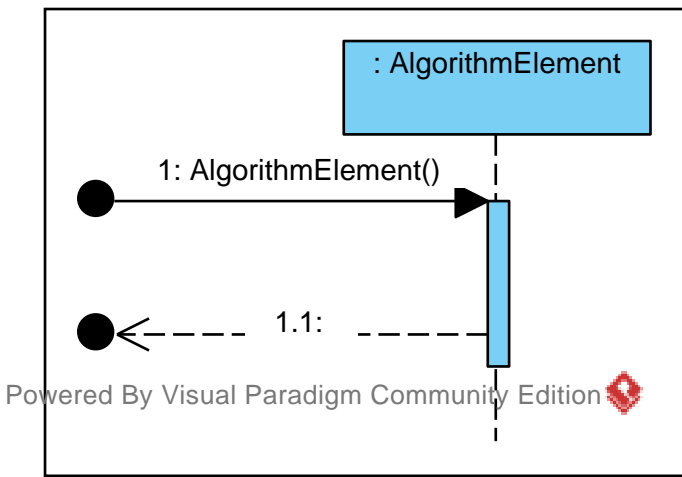 : AlgorithmElement
1: AlgorithmElement()
1.1:
Powered By Visual Paradigm Community Edition